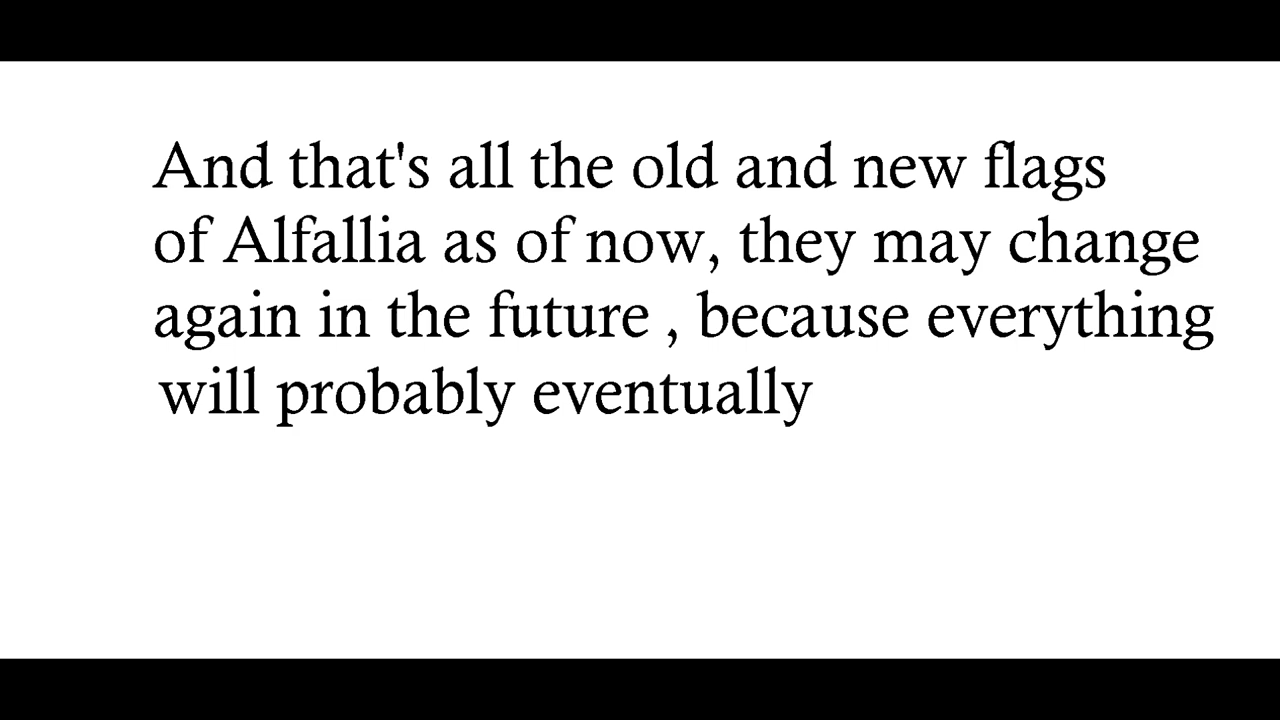 And that's all the old and new flags
of Alfallia as of now, they may change
again in the future , because everything
will probably eventually